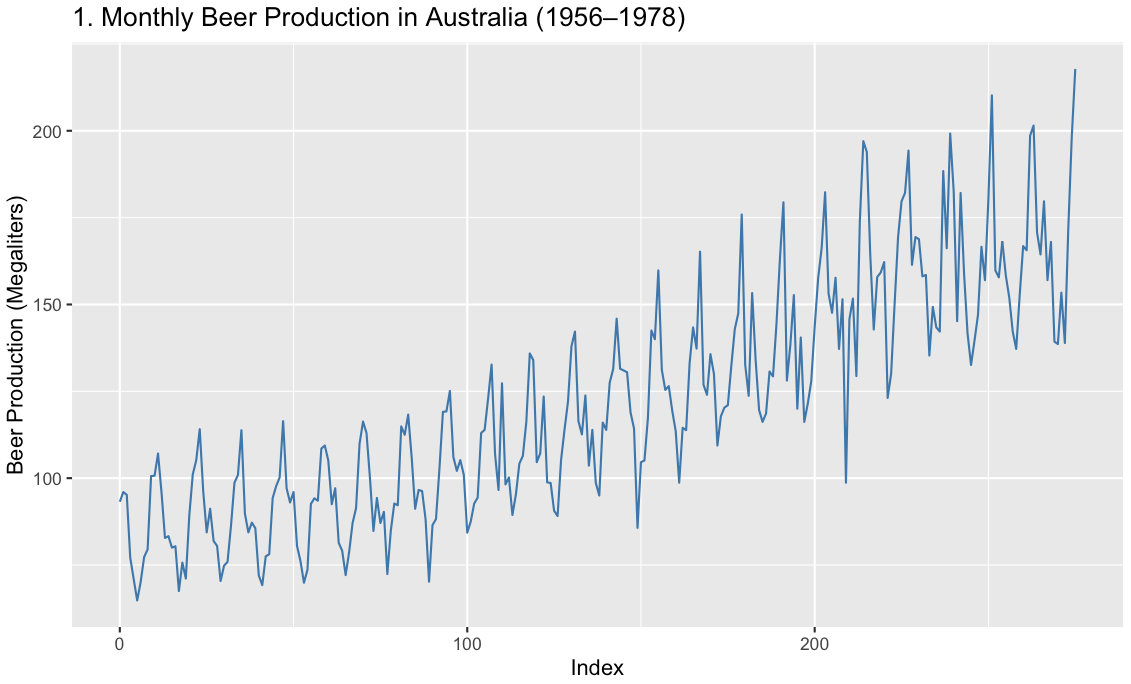 1. Monthly Beer Production in Australia (1956–1978)
Beer Production (Megaliters)
200
150
100
0
100
200
Index